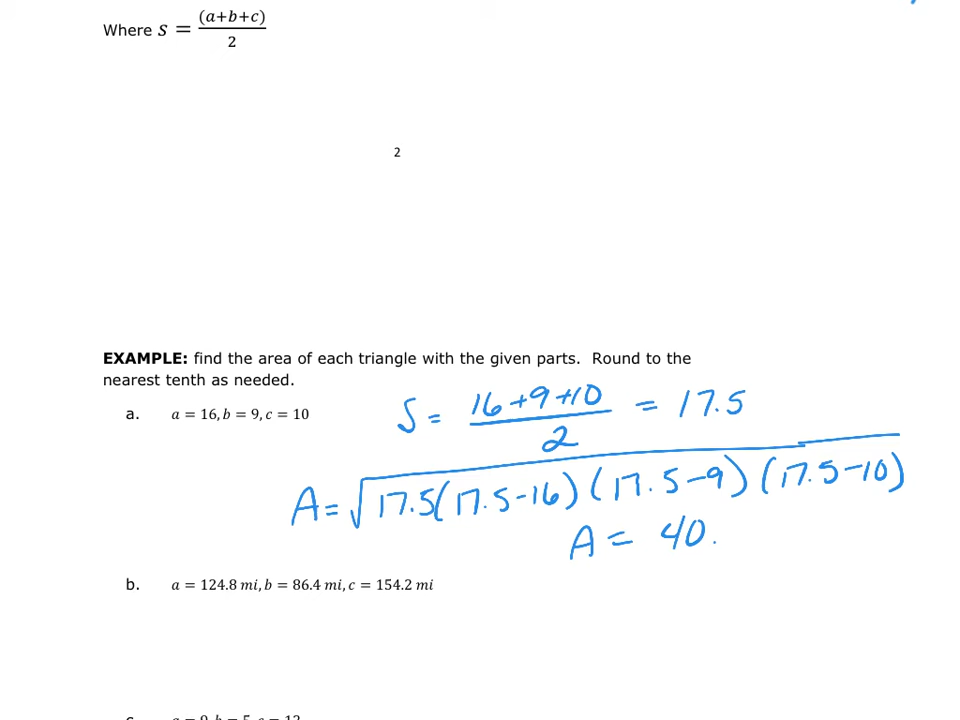 Where s = (a+b+c)/2
2
EXAMPLE: find the area of each triangle with the given parts. Round to the
nearest tenth as needed.
a. a = 16, b = 9, c = 10
S = (16+9+10)/2 = 17.5
A = √(17.5(17.5-16)(17.5-9)(17.5-10))
A = 40.
b. a = 124.8 mi, b = 86.4 mi, c = 154.2 mi